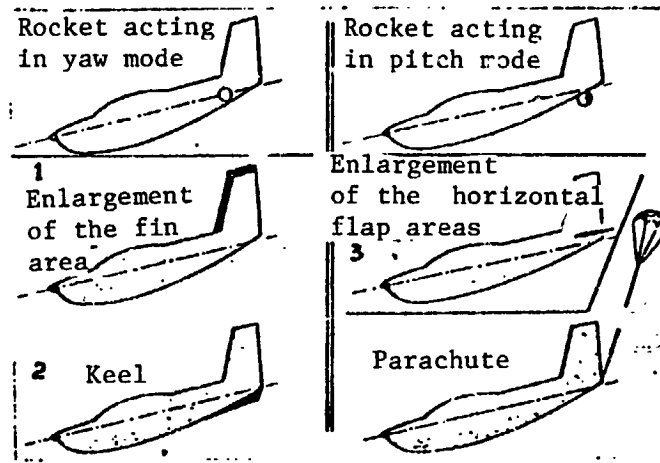 Rocket acting
in yaw mode
Rocket acting
in pitch mode
1
Enlargement
of the fin
area
Enlargement
of the horizontal
flap areas
3
2 Keel
Parachute